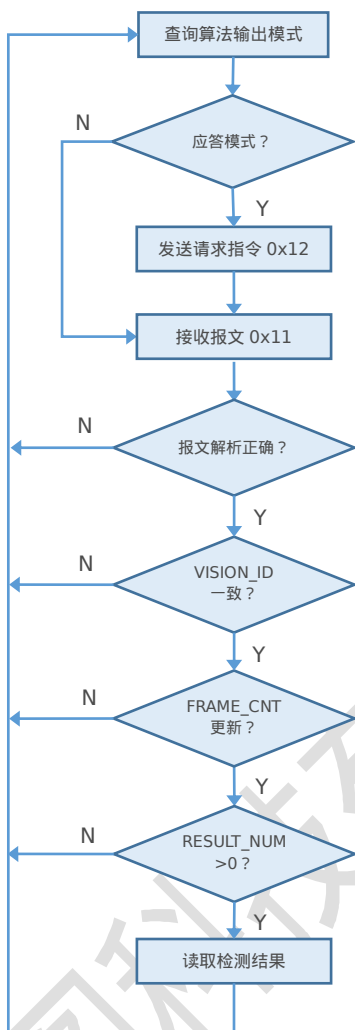 查询算法输出模式
N
应答模式？
Y
发送请求指令 0x12
接收报文 0x11
N
报文解析正确？
Y
N
VISION_ID
一致？
Y
N
FRAME_CNT
更新？
Y
N
RESULT_NUM
>0？
Y
读取检测结果